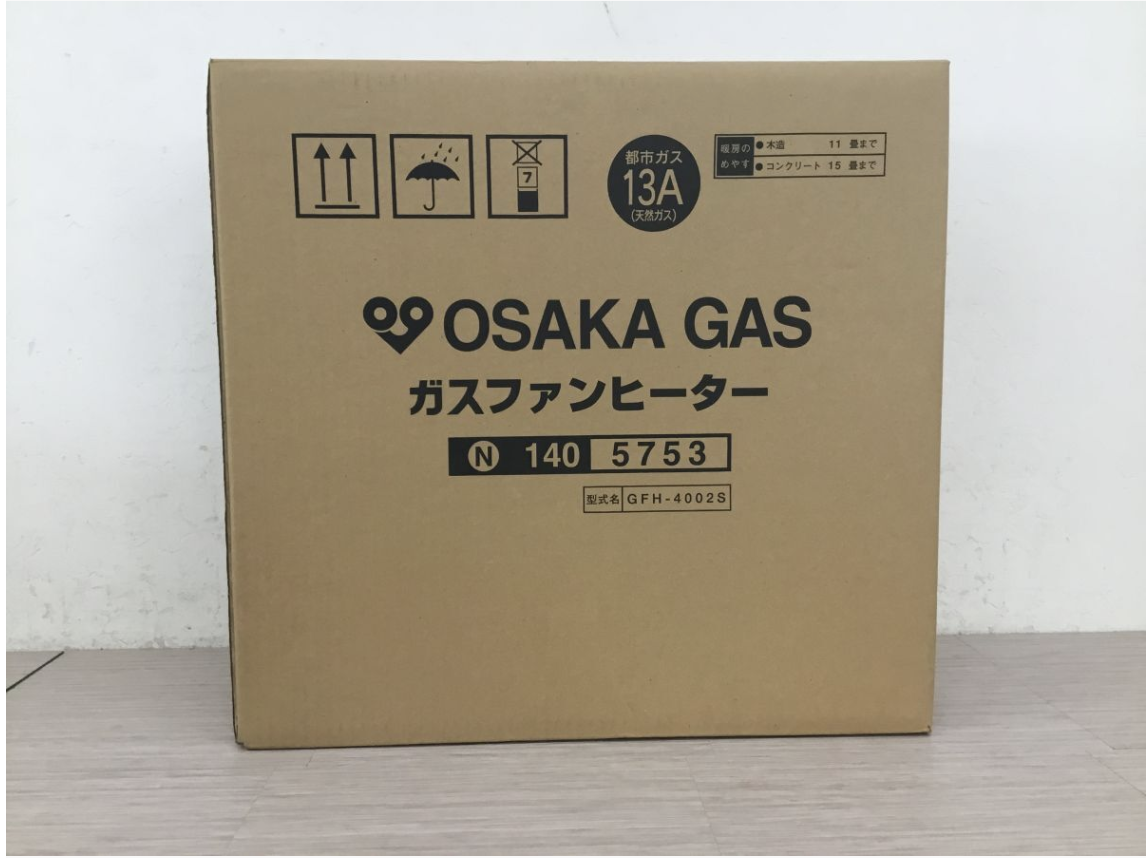 7
都市ガス
13A
(天然ガス)
暖房の
めやす
●木造 11 畳まで
●コンクリート 15 畳まで
OSAKA GAS
ガスファンヒーター
N 140 5753
型式名 GFH-4002S